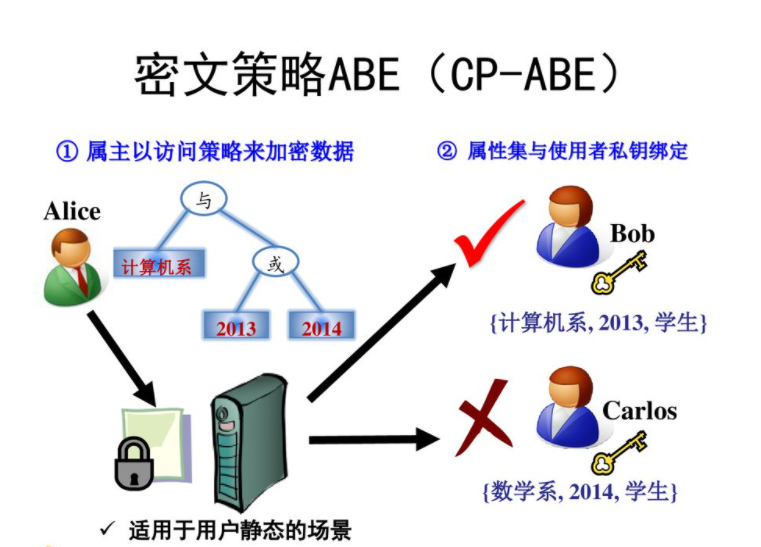 密文策略ABE（CP-ABE）
① 属主以访问策略来加密数据
② 属性集与使用者私钥绑定
Alice
与
计算机系
或
2013
2014
Bob
{计算机系, 2013, 学生}
Carlos
{数学系, 2014, 学生}
✓ 适用于用户静态的场景